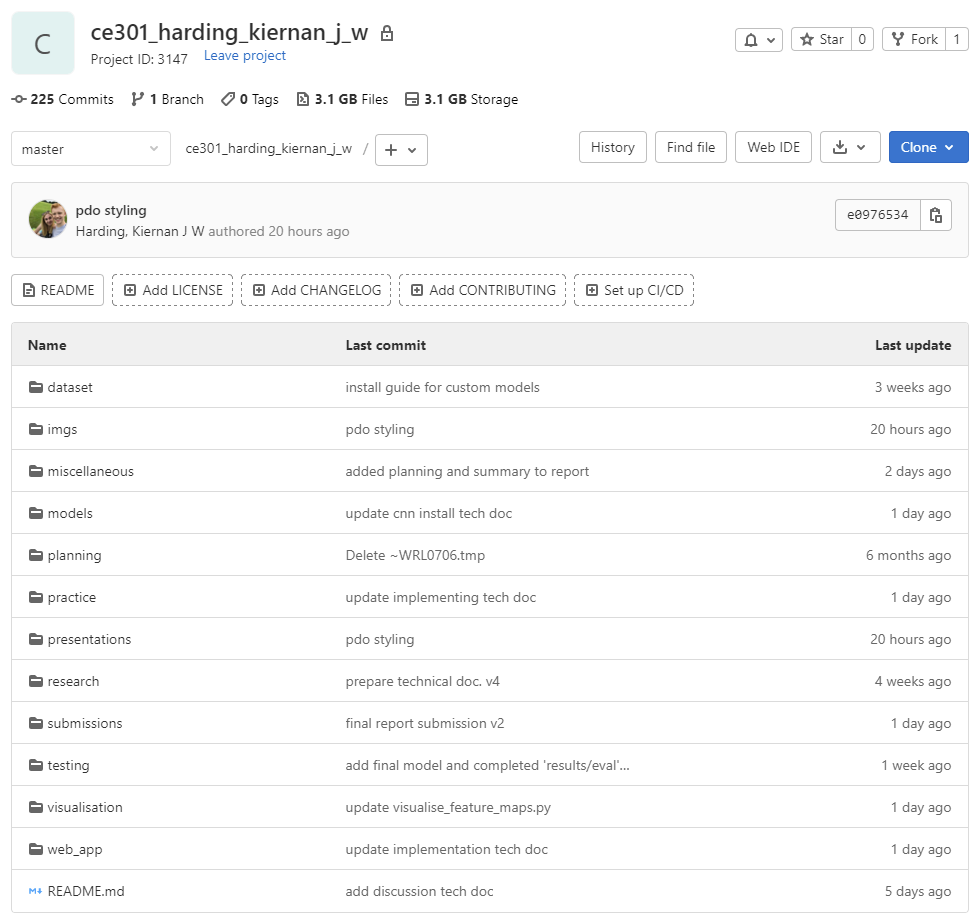 C
ce301_harding_kiernan_j_w
Project ID: 3147 Leave project
Star 0 Fork 1
225 Commits 1 Branch 0 Tags 3.1 GB Files 3.1 GB Storage
master ce301_harding_kiernan_j_w / + History Find file Web IDE Clone
pdo styling
Harding, Kiernan J W authored 20 hours ago
e0976534
README Add LICENSE Add CHANGELOG Add CONTRIBUTING Set up CI/CD
Name Last commit Last update
dataset install guide for custom models 3 weeks ago
imgs pdo styling 20 hours ago
miscellaneous added planning and summary to report 2 days ago
models update cnn install tech doc 1 day ago
planning Delete ~WRL0706.tmp 6 months ago
practice update implementing tech doc 1 day ago
presentations pdo styling 20 hours ago
research prepare technical doc. v4 4 weeks ago
submissions final report submission v2 1 day ago
testing add final model and completed 'results/eval'... 1 week ago
visualisation update visualise_feature_maps.py 1 day ago
web_app update implementation tech doc 1 day ago
M↓ README.md add discussion tech doc 5 days ago